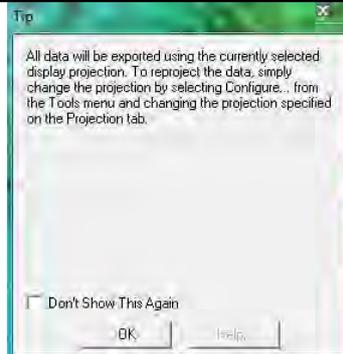 Tip
All data will be exported using the currently selected
display projection. To reproject the data, simply
change the projection by selecting Configure... from
the Tools menu and changing the projection specified
on the Projection tab.
Don't Show This Again
OK
Help